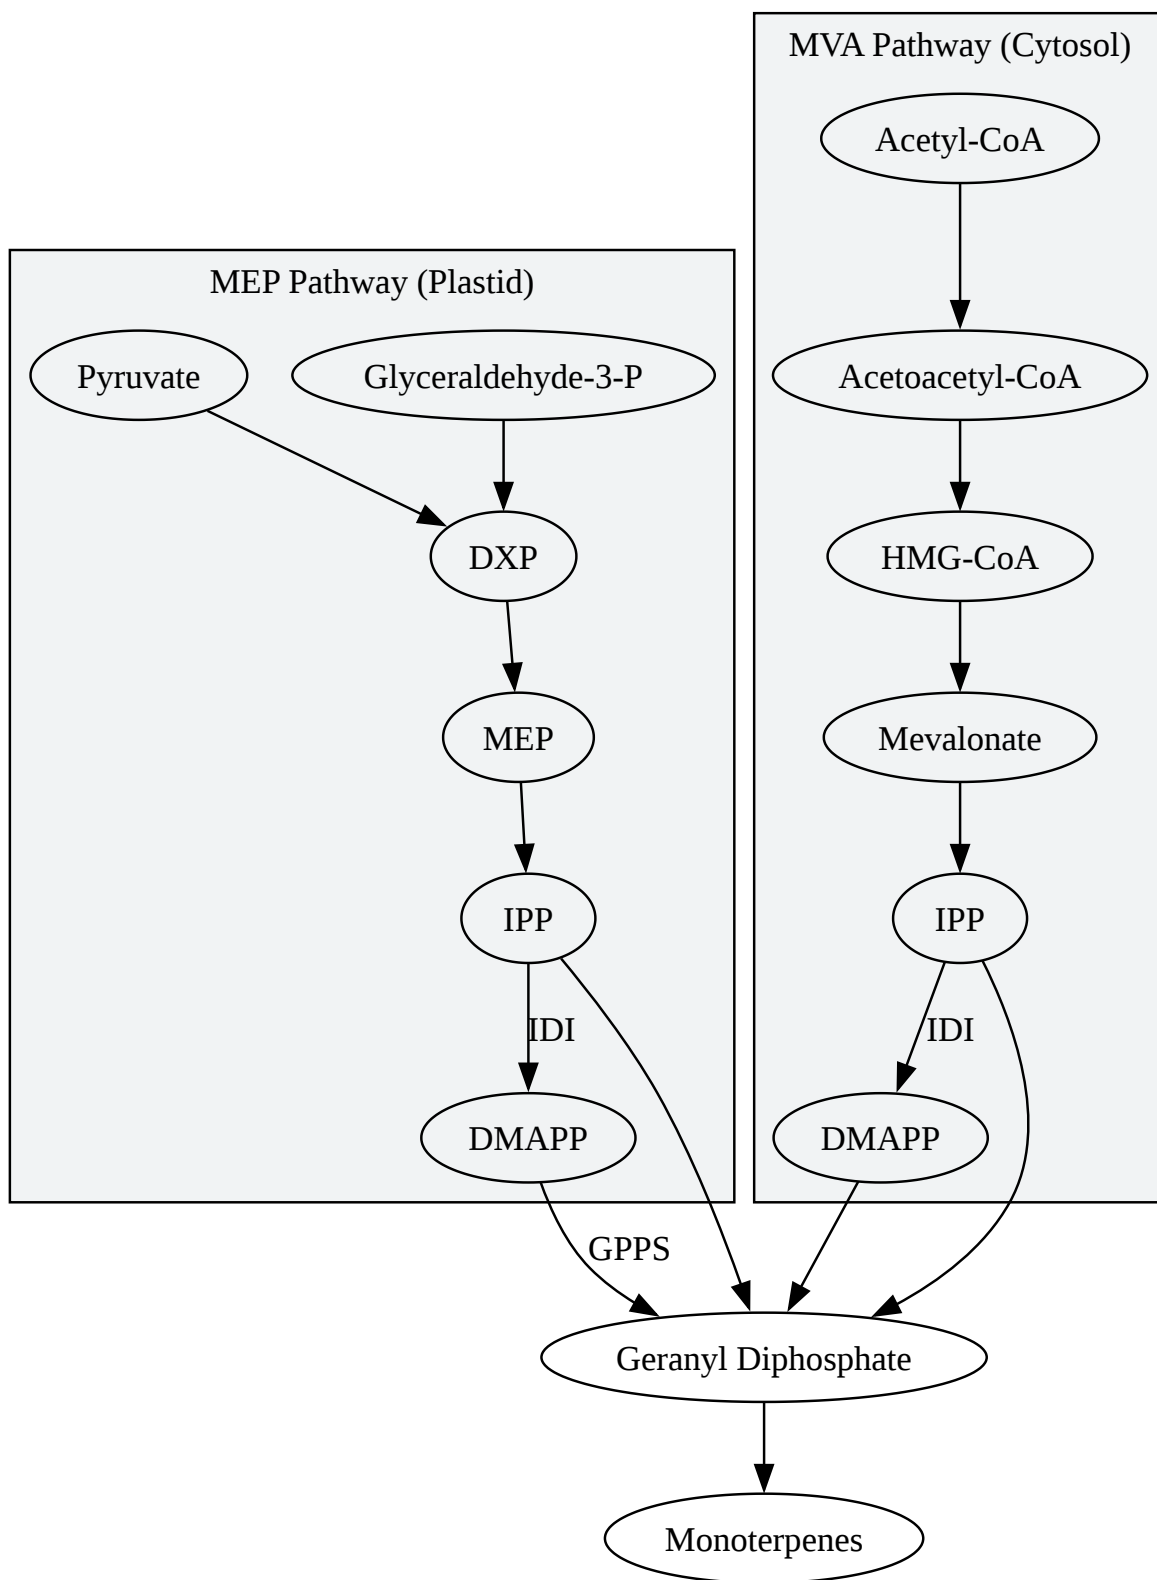 MVA Pathway (Cytosol)
Acetyl-CoA
MEP Pathway (Plastid)
Pyruvate
Glyceraldehyde-3-P
Acetoacetyl-CoA
DXP
HMG-CoA
MEP
Mevalonate
IPP
IPP
IDI
IDI
DMAPP
DMAPP
GPPS
Geranyl Diphosphate
Monoterpenes